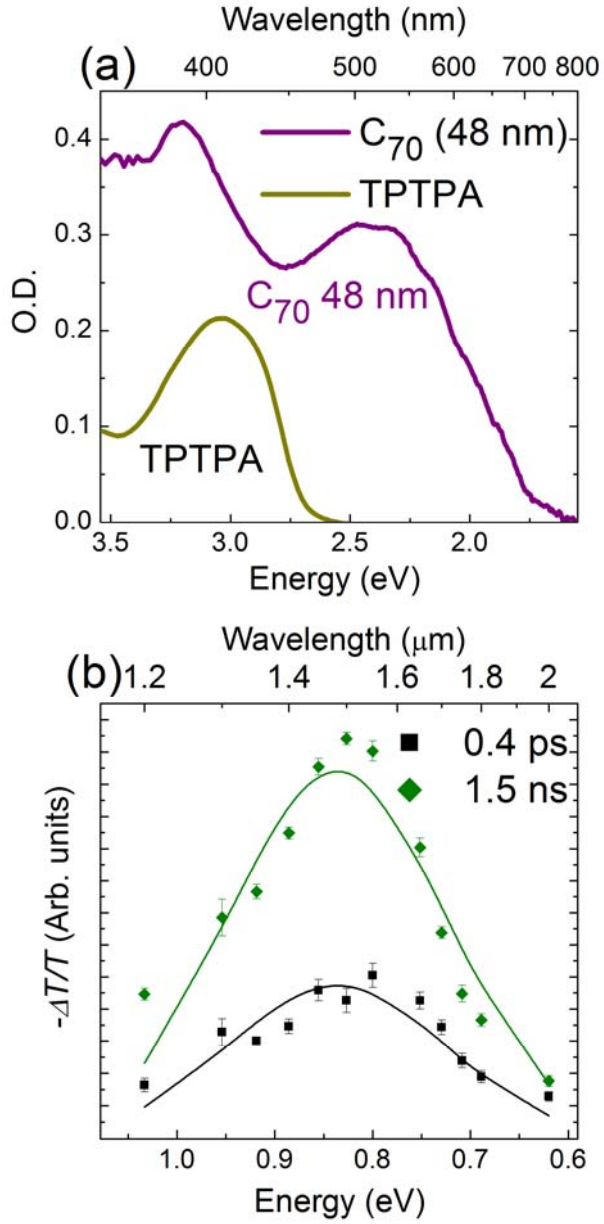 Wavelength (nm)
(a) 400 500 600 700 800
C70 (48 nm)
TPTPA
C70 48 nm
TPTPA
O.D.
0.4
0.3
0.2
0.1
0.0
3.5 3.0 2.5 2.0
Energy (eV)
Wavelength (μm)
(b) 1.2 1.4 1.6 1.8 2
0.4 ps
1.5 ns
-ΔT/T (Arb. units)
1.0 0.9 0.8 0.7 0.6
Energy (eV)